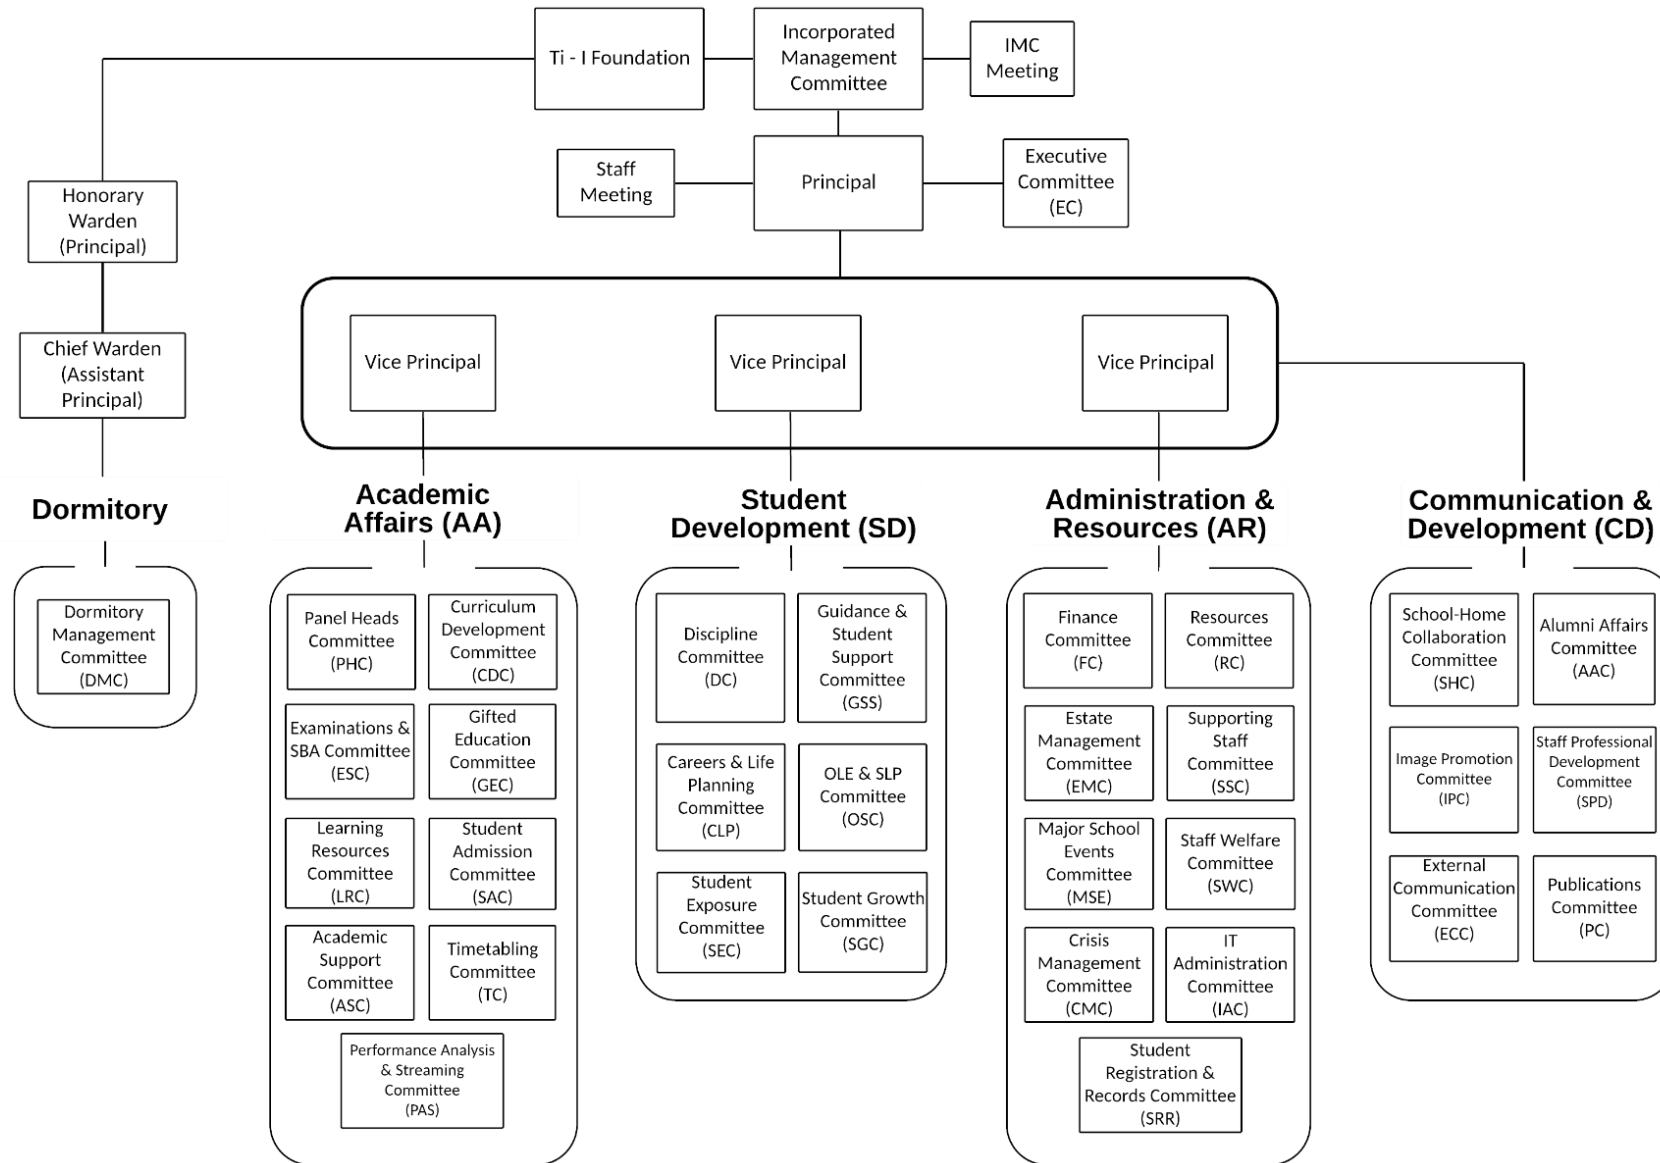 Ti - I Foundation
Incorporated
Management
Committee
IMC
Meeting
Staff
Meeting
Principal
Executive
Committee
(EC)
Honorary
Warden
(Principal)
Chief Warden
(Assistant
Principal)
Vice Principal
Vice Principal
Vice Principal
Dormitory
Academic
Affairs (AA)
Student
Development (SD)
Administration &
Resources (AR)
Communication &
Development (CD)
Dormitory
Management
Committee
(DMC)
Panel Heads
Committee
(PHC)
Curriculum
Development
Committee
(CDC)
Examinations &
SBA Committee
(ESC)
Gifted
Education
Committee
(GEC)
Learning
Resources
Committee
(LRC)
Student
Admission
Committee
(SAC)
Academic
Support
Committee
(ASC)
Timetabling
Committee
(TC)
Performance Analysis
& Streaming
Committee
(PAS)
Discipline
Committee
(DC)
Guidance &
Student
Support
Committee
(GSS)
Careers & Life
Planning
Committee
(CLP)
OLE & SLP
Committee
(OSC)
Student
Exposure
Committee
(SEC)
Student Growth
Committee
(SGC)
Finance
Committee
(FC)
Resources
Committee
(RC)
Estate
Management
Committee
(EMC)
Supporting
Staff
Committee
(SSC)
Major School
Events
Committee
(MSE)
Staff Welfare
Committee
(SWC)
Crisis
Management
Committee
(CMC)
IT
Administration
Committee
(IAC)
Student
Registration &
Records Committee
(SRR)
School-Home
Collaboration
Committee
(SHC)
Alumni Affairs
Committee
(AAC)
Image Promotion
Committee
(IPC)
Staff Professional
Development
Committee
(SPD)
External
Communication
Committee
(ECC)
Publications
Committee
(PC)